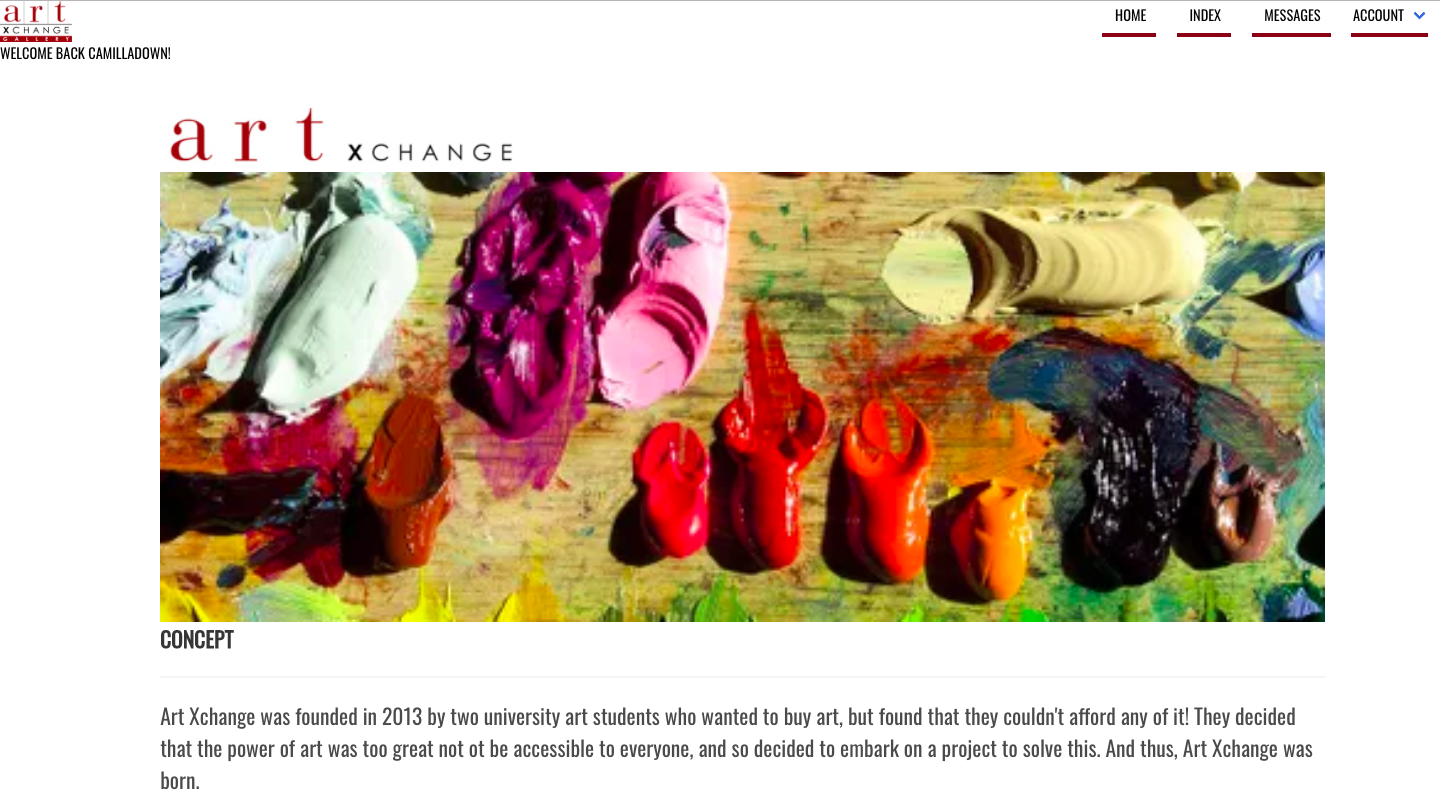 art
XCHANGE
GALLERY
HOME INDEX MESSAGES ACCOUNT
WELCOME BACK CAMILLADOWN!
art XCHANGE
CONCEPT
Art Xchange was founded in 2013 by two university art students who wanted to buy art, but found that they couldn't afford any of it! They decided
that the power of art was too great not ot be accessible to everyone, and so decided to embark on a project to solve this. And thus, Art Xchange was
born.